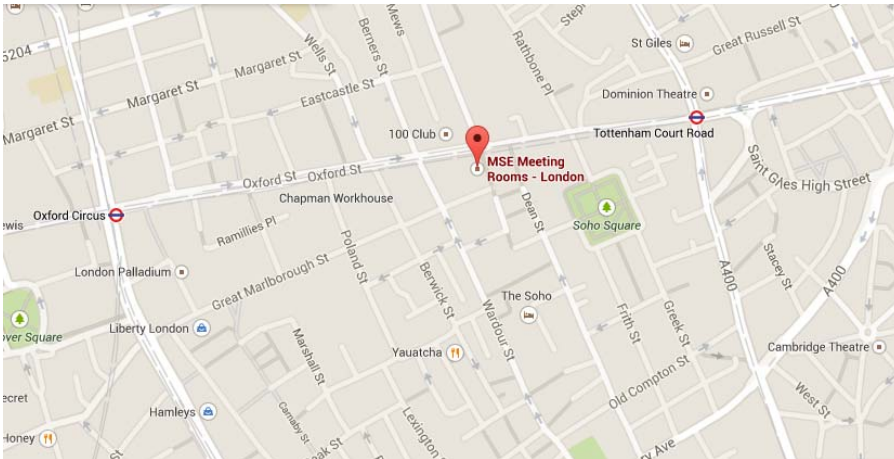 5204
Margaret St
Margaret St
Margaret St
Wells St
Berners St
Mews
Eastcastle St
Rathbone Pl
St Giles
Great Russell St
Dominion Theatre
100 Club
Tottenham Court Road
MSE Meeting
Rooms - London
Oxford St
Oxford St
Chapman Workhouse
Saint Giles High Street
Oxford Circus
Ramillies Pl
Dean St
Soho Square
London Palladium
Great Marlborough St
Poland St
Berwick St
Wardour St
The Soho
Frith St
Greek St
A400
Stacey St
A400
Liberty London
Marshall St
Yauatcha
Cambridge Theatre
Old Compton St
West St
Hamleys
Carnaby St
Lexington St
Honey